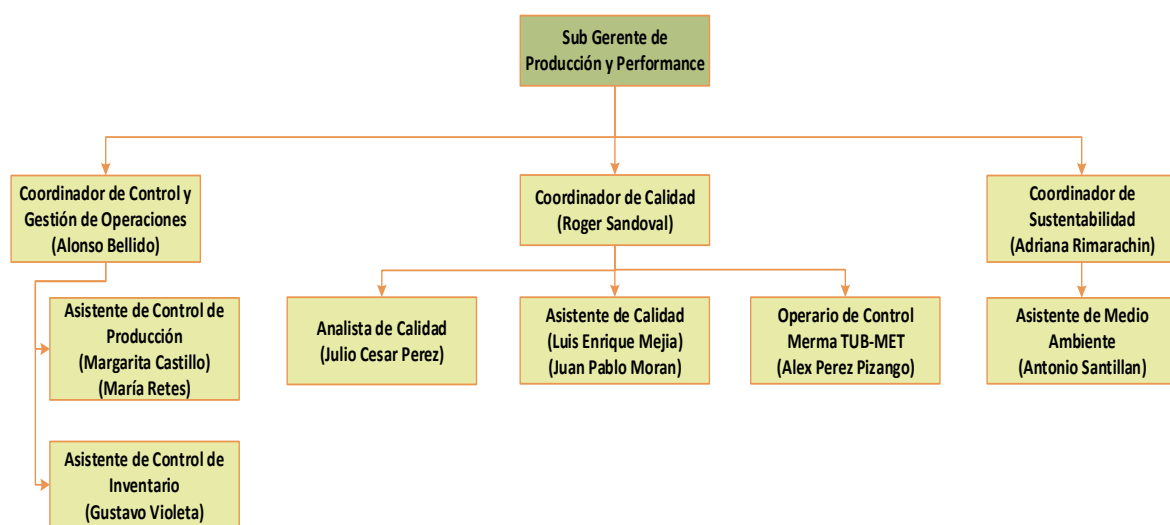 Sub Gerente de
Producción y Performance
Coordinador de Control y
Gestión de Operaciones
(Alonso Bellido)
Coordinador de Calidad
(Roger Sandoval)
Coordinador de
Sustentabilidad
(Adriana Rimarachin)
Asistente de Control de
Producción
(Margarita Castillo)
(María Retes)
Analista de Calidad
(Julio Cesar Perez)
Asistente de Calidad
(Luis Enrique Mejia)
(Juan Pablo Moran)
Operario de Control
Merma TUB-MET
(Alex Perez Pizango)
Asistente de Medio
Ambiente
(Antonio Santillan)
Asistente de Control de
Inventario
(Gustavo Violeta)